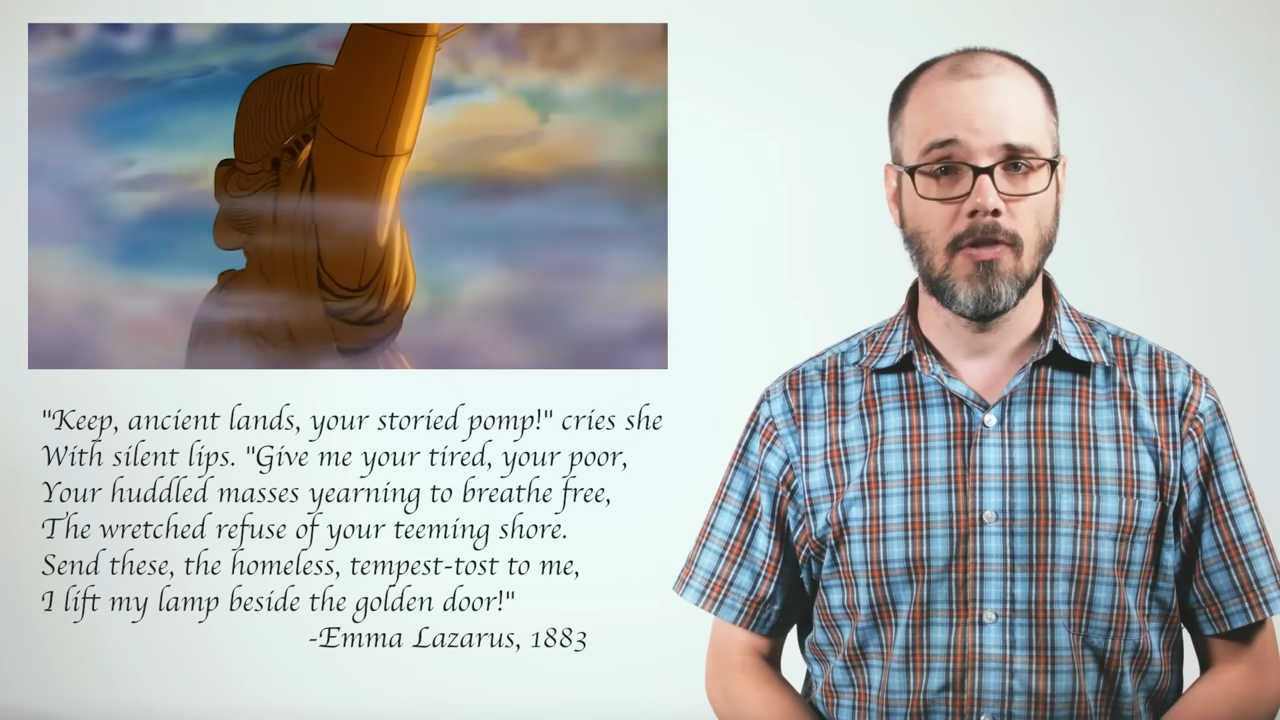 "Keep, ancient lands, your storied pomp!" cries she
With silent lips. "Give me your tired, your poor,
Your huddled masses yearning to breathe free,
The wretched refuse of your teeming shore.
Send these, the homeless, tempest-tost to me,
I lift my lamp beside the golden door!"
-Emma Lazarus, 1883